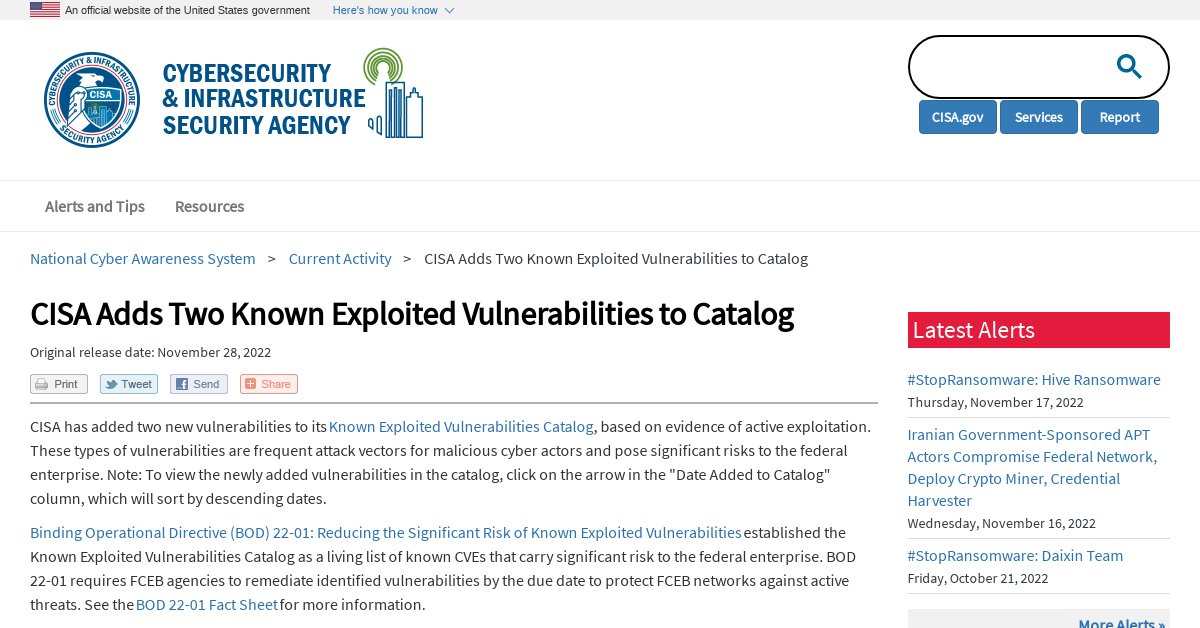 An official website of the United States government Here's how you know
CYBERSECURITY & INFRASTRUCTURE
SECURITY AGENCY
CISA
CYBERSECURITY
& INFRASTRUCTURE
SECURITY AGENCY
CISA.gov Services Report
Alerts and Tips Resources
National Cyber Awareness System > Current Activity > CISA Adds Two Known Exploited Vulnerabilities to Catalog
CISA Adds Two Known Exploited Vulnerabilities to Catalog
Original release date: November 28, 2022
Print Tweet Send Share
CISA has added two new vulnerabilities to its Known Exploited Vulnerabilities Catalog, based on evidence of active exploitation.
These types of vulnerabilities are frequent attack vectors for malicious cyber actors and pose significant risks to the federal
enterprise. Note: To view the newly added vulnerabilities in the catalog, click on the arrow in the "Date Added to Catalog"
column, which will sort by descending dates.
Binding Operational Directive (BOD) 22-01: Reducing the Significant Risk of Known Exploited Vulnerabilities established the
Known Exploited Vulnerabilities Catalog as a living list of known CVEs that carry significant risk to the federal enterprise. BOD
22-01 requires FCEB agencies to remediate identified vulnerabilities by the due date to protect FCEB networks against active
threats. See the BOD 22-01 Fact Sheet for more information.
Latest Alerts
#StopRansomware: Hive Ransomware
Thursday, November 17, 2022
Iranian Government-Sponsored APT
Actors Compromise Federal Network,
Deploy Crypto Miner, Credential
Harvester
Wednesday, November 16, 2022
#StopRansomware: Daixin Team
Friday, October 21, 2022
More Alerts »